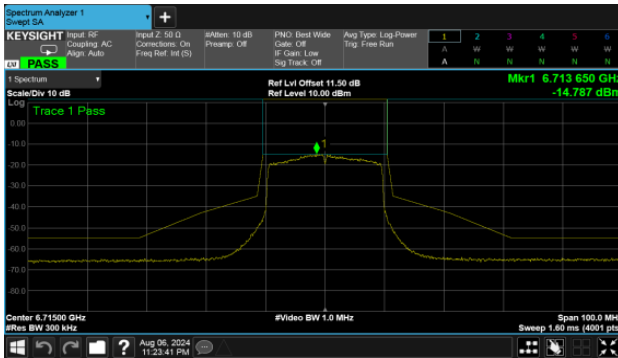 Spectrum Analyzer 1
Swept SA
+
KEYSIGHT
Input: RF
Coupling: AC
Align: Auto
Input Z: 50 Ω
Corrections: On
Freq Ref: Int (S)
#Atten: 10 dB
Preamp: Off
PNO: Best Wide
Gate: Off
IF Gain: Low
Sig Track: Off
Avg Type: Log-Power
Trig: Free Run
1 2 3 4 5 6
A W W W W W
A N N N N N
LXI PASS
1 Spectrum
Scale/Div 10 dB
Ref Lvl Offset 11.50 dB
Ref Level 10.00 dBm
Mkr1 6.713 650 GHz
-14.787 dBm
Log
Trace 1 Pass
0.00
-10.0
-20.0
-30.0
-40.0
-50.0
-60.0
-70.0
-80.0
1
Center 6.71500 GHz
#Res BW 300 kHz
#Video BW 1.0 MHz
Span 100.0 MHz
Sweep 1.60 ms (4001 pts)
?
Aug 06, 2024
11:23:41 PM